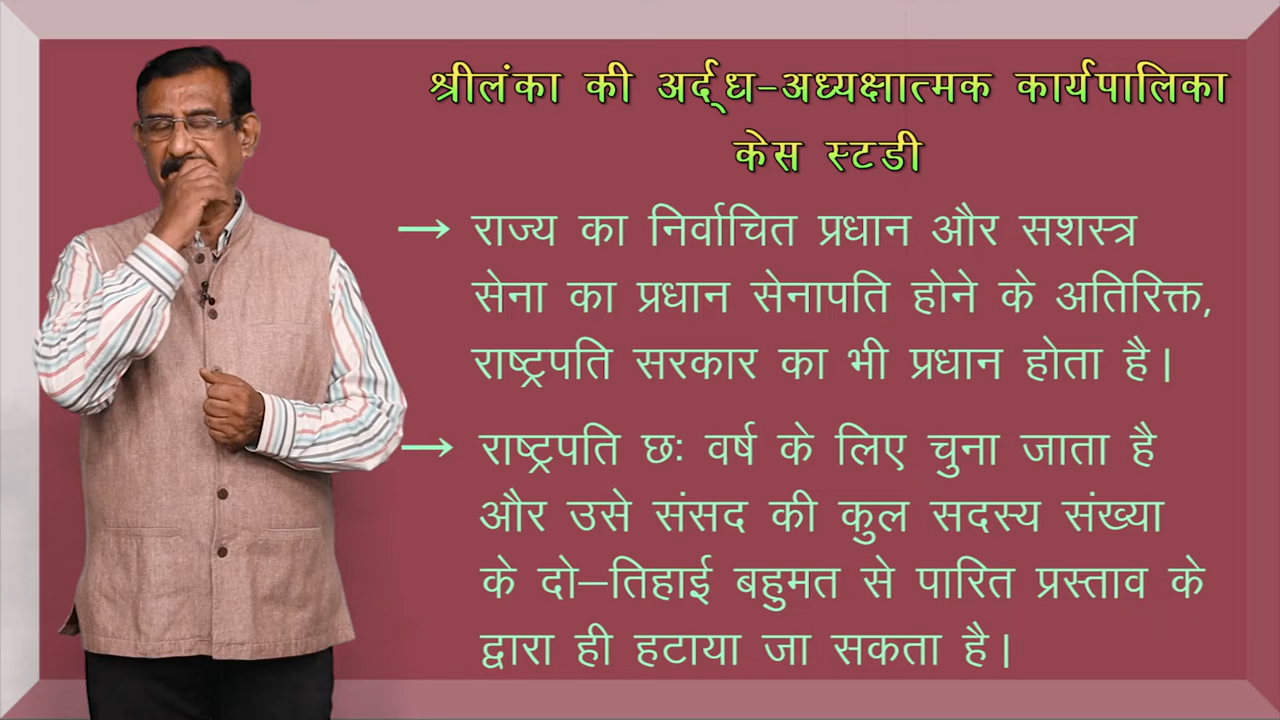 श्रीलंका की अर्द्ध-अध्यक्षात्मक कार्यपालिका
केस स्टडी
→ राज्य का निर्वाचित प्रधान और सशस्त्र
सेना का प्रधान सेनापति होने के अतिरिक्त,
राष्ट्रपति सरकार का भी प्रधान होता है।
→ राष्ट्रपति छः वर्ष के लिए चुना जाता है
और उसे संसद की कुल सदस्य संख्या
के दो–तिहाई बहुमत से पारित प्रस्ताव के
द्वारा ही हटाया जा सकता है।